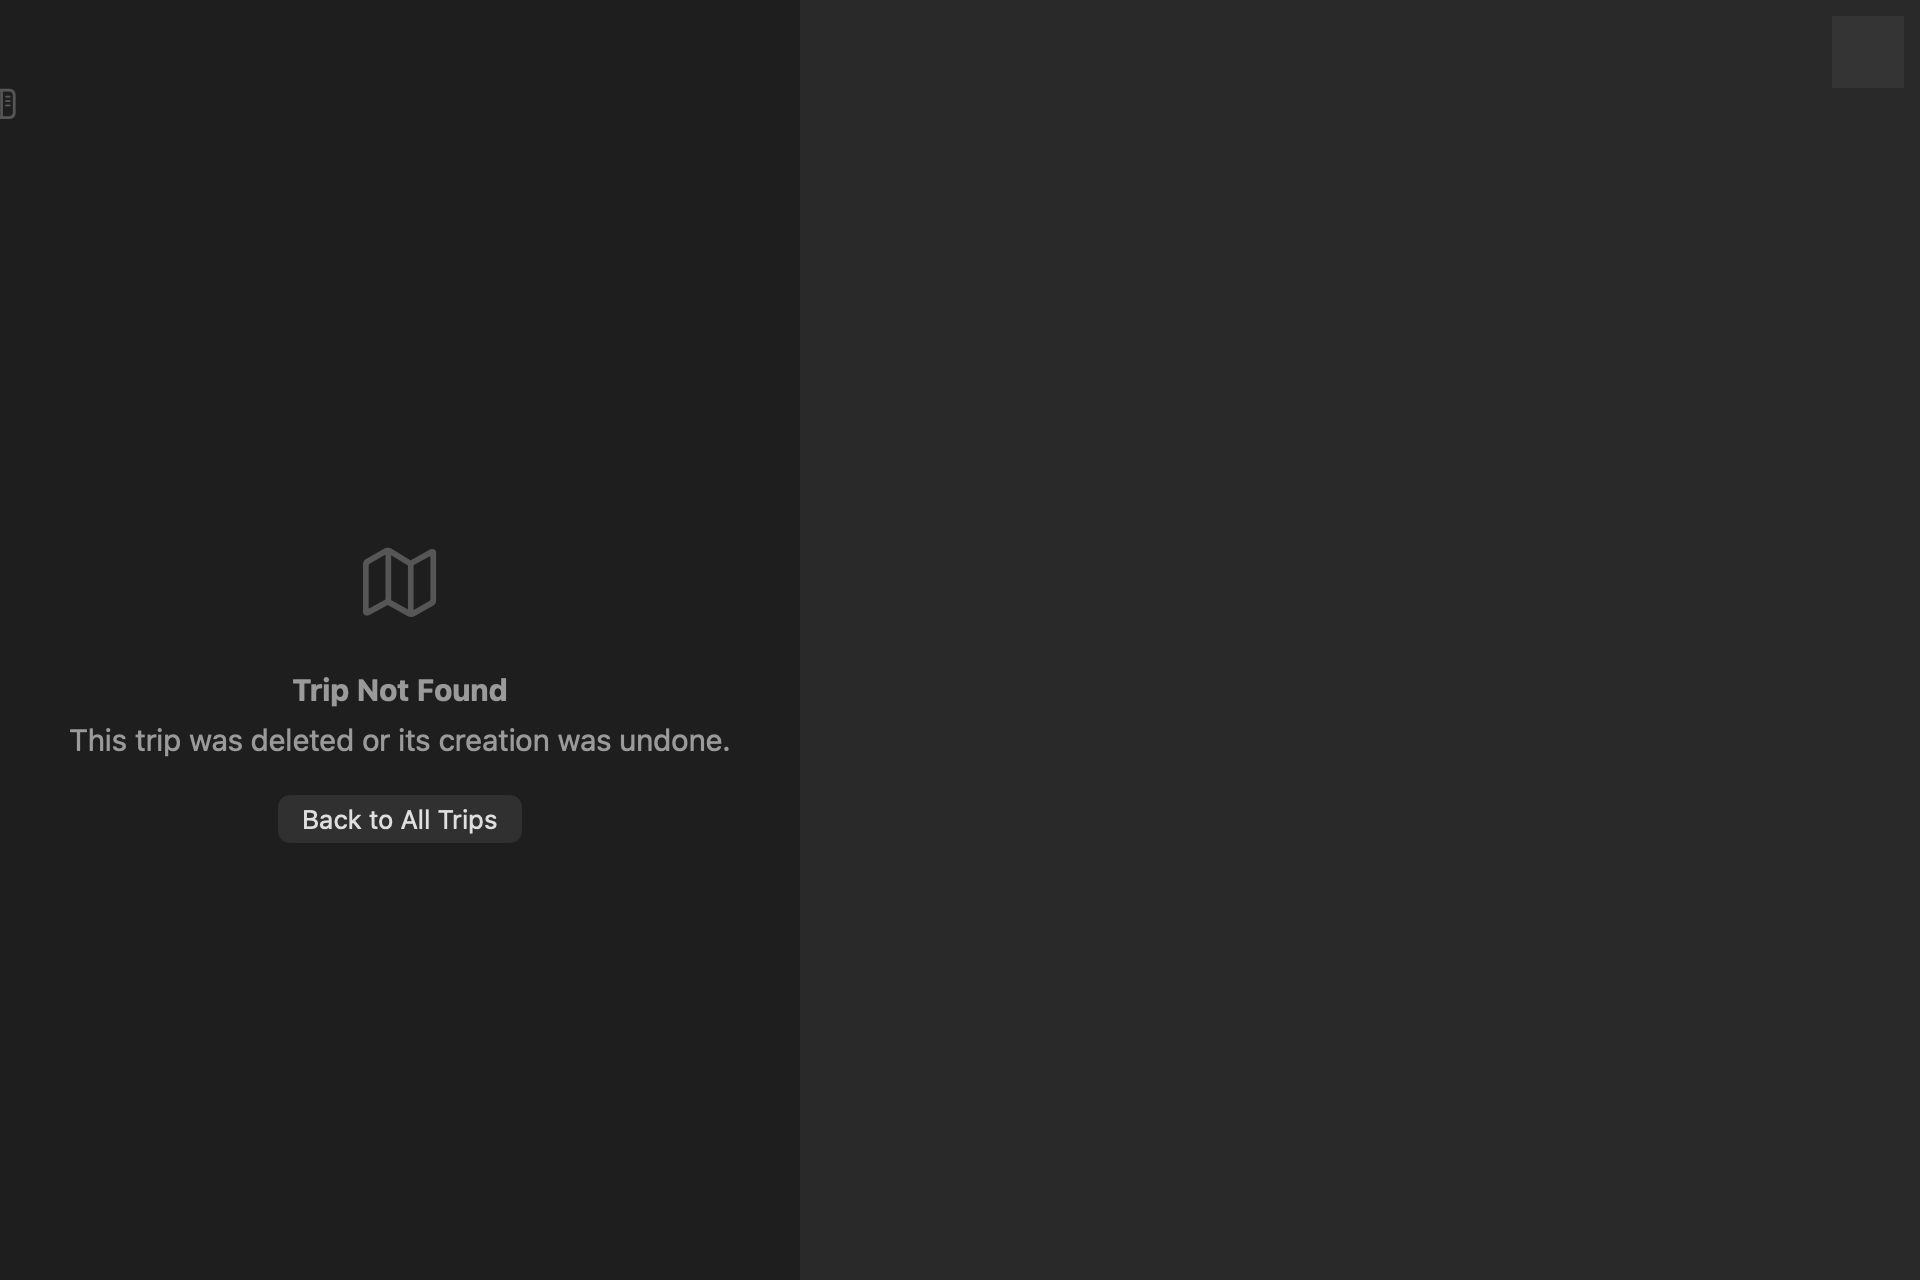 Trip Not Found
This trip was deleted or its creation was undone.
Back to All Trips